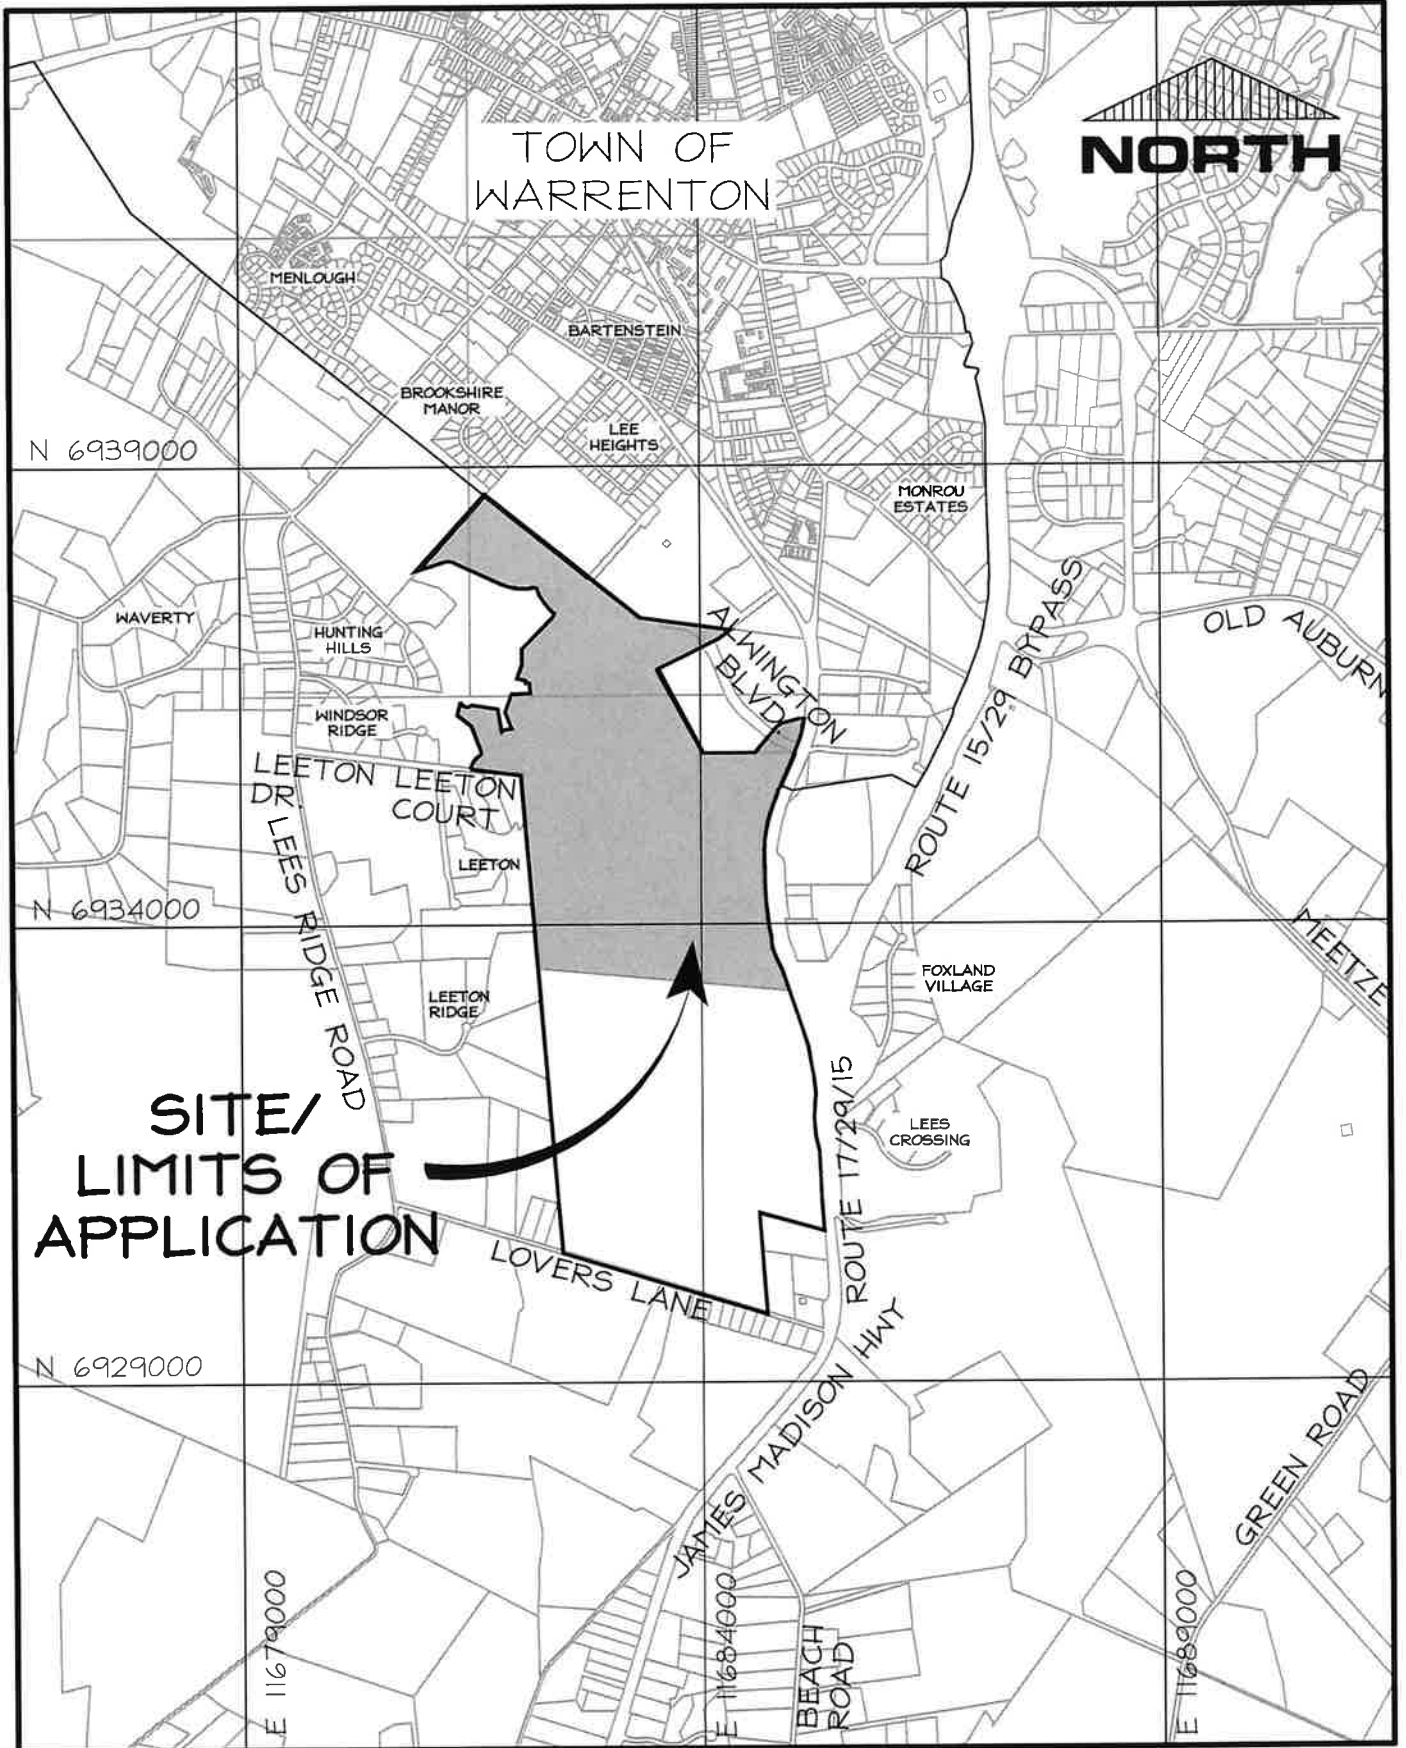 TOWN OF
WARRENTON
NORTH
MENLOUGH
BARTENSTEIN
BROOKSHIRE
MANOR
LEE
HEIGHTS
N 6939000
MONROU
ESTATES
WAVERTY
HUNTING
HILLS
ALWINGTON
BLVD.
OLD AUBURN
WINDSOR
RIDGE
ROUTE 15/29 BYPASS
LEETON
DR.
LEETON
COURT
LEES RIDGE ROAD
LEETON
N 6934000
MEETZE
FOXLAND
VILLAGE
LEETON
RIDGE
SITE/
LIMITS OF
APPLICATION
LEES
CROSSING
ROUTE 17/29/15
LOVERS LANE
N 6929000
JAMES MADISON HWY
GREEN ROAD
E 11679000
E 11684000
BEACH
ROAD
E 11689000